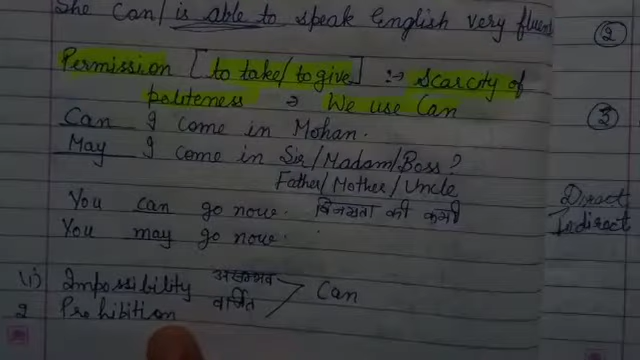 She Can/ is able to speak English very fluent
②
Permission [to take/to give] :→ Scarcity of
politeness → We use Can
③
Can I come in Mohan.
May I come in Sir/Madam/Boss?
Father/Mother/Uncle
You can go now. विनम्रता की कमी
Direct
You may go now.
Indirect
(i) Impossibility असम्भव
Can
2 Prohibition वर्जित